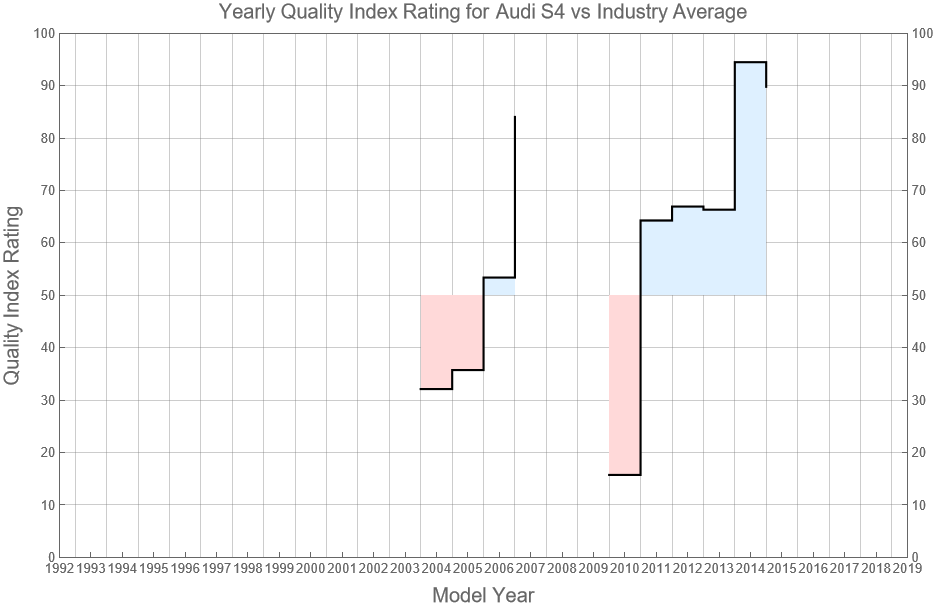 Yearly Quality Index Rating for Audi S4 vs Industry Average
100 100
90 90
80 80
70 70
60 60
50 50
40 40
30 30
20 20
10 10
0 0
Quality Index Rating
1992 1993 1994 1995 1996 1997 1998 1999 2000 2001 2002 2003 2004 2005 2006 2007 2008 2009 2010 2011 2012 2013 2014 2015 2016 2017 2018 2019
Model Year